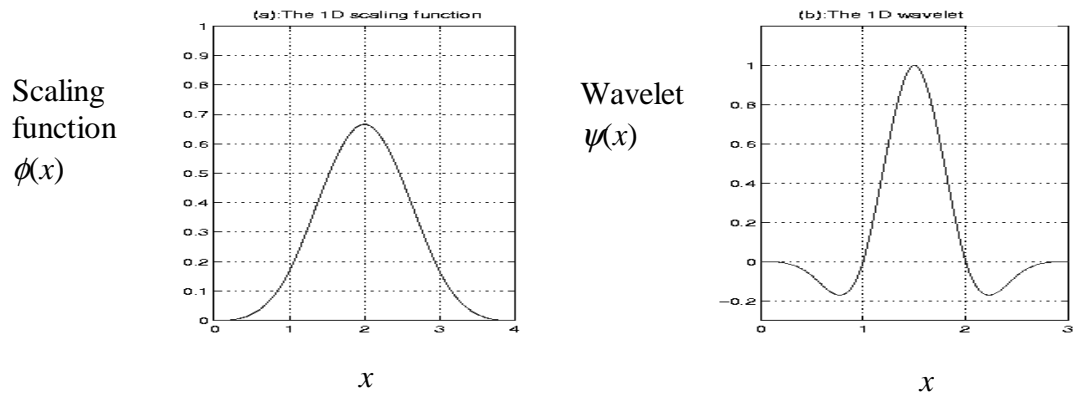 (a):The 1D scaling function
1
0.9
0.8
0.7
0.6
0.5
0.4
0.3
0.2
0.1
0
0 1 2 3 4
Scaling
function
ϕ(x)
x
(b):The 1D wavelet
1
0.8
0.6
0.4
0.2
0
−0.2
0 1 2 3
Wavelet
ψ(x)
x